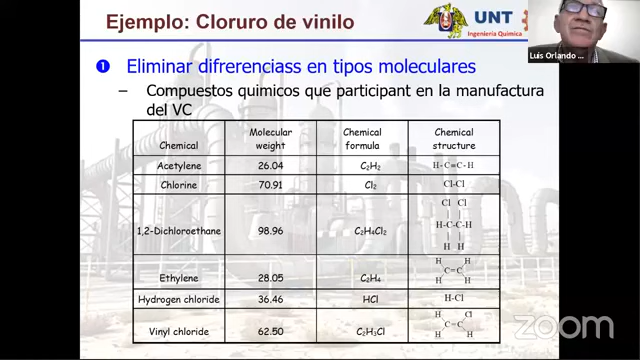 Ejemplo: Cloruro de vinilo
UNT
Ingeniería Química
Luis Orlando ...
❶ Eliminar difrerenciass en tipos moleculares
– Compuestos quimicos que participant en la manufactura
del VC
Chemical Molecular weight Chemical formula Chemical structure
Acetylene 26.04 C₂H₂ H-C≡C-H
Chlorine 70.91 Cl₂ Cl-Cl
Cl Cl
1,2-Dichloroethane 98.96 C₂H₄Cl₂ H-C-C-H
H H
H H
Ethylene 28.05 C₂H₄ C=C
H H
Hydrogen chloride 36.46 HCl H-Cl
H Cl
Vinyl chloride 62.50 C₂H₃Cl C=C
H H
zoom